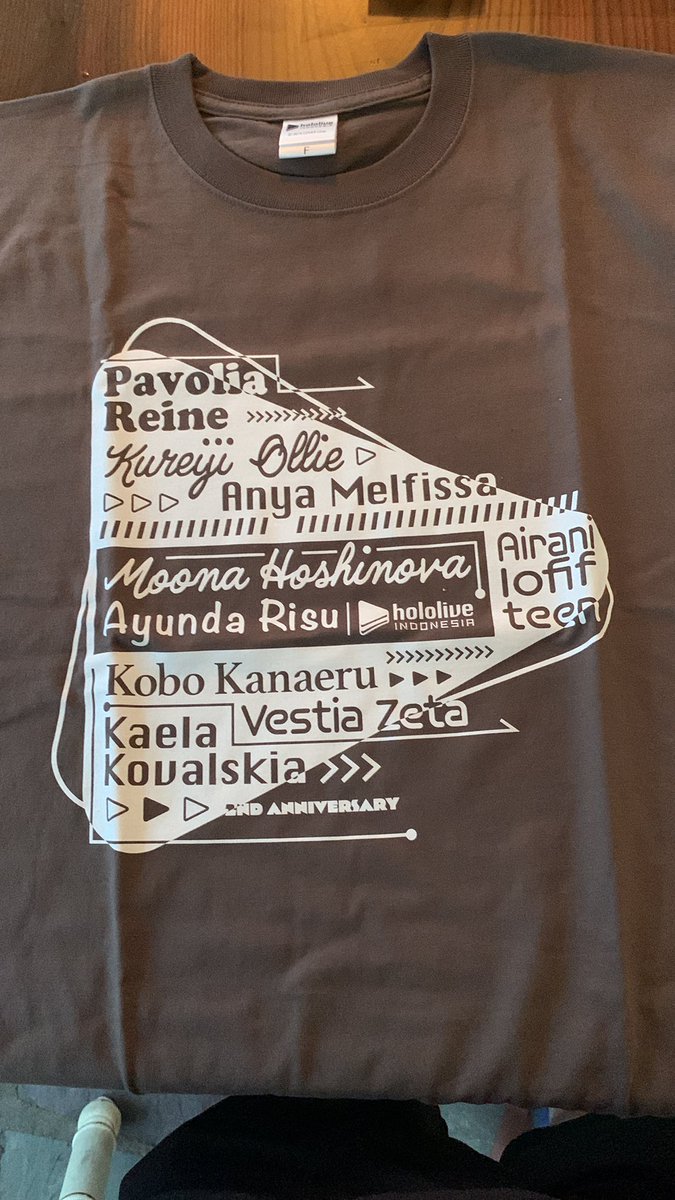 hololive
F
Pavolia
Reine
Kureiji Ollie
Anya Melfissa
Airani
Iofif
teen
Moona Hoshinova
Ayunda Risu | hololive
INDONESIA
Kobo Kanaeru
Vestia Zeta
Kaela
Kovalskia
2ND ANNIVERSARY